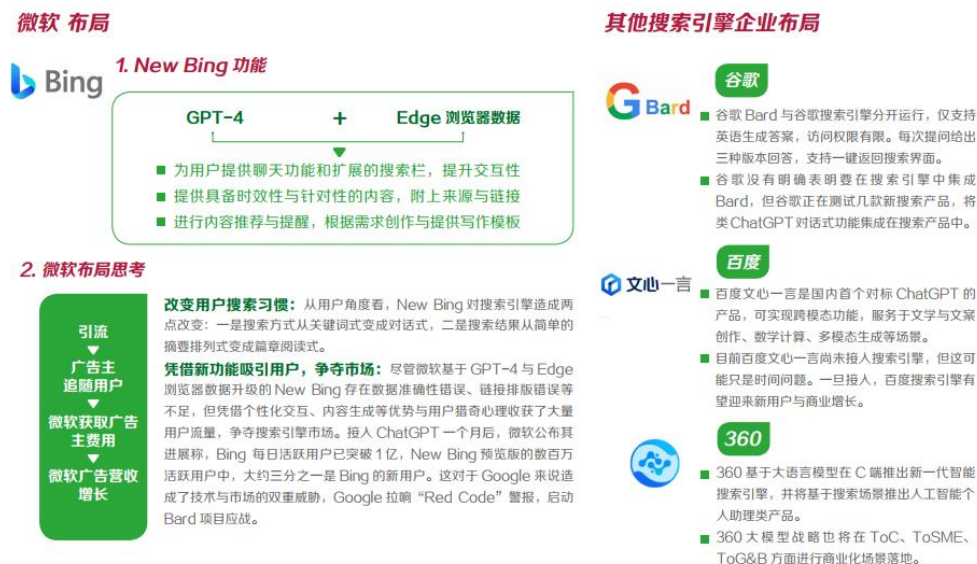 微软 布局
Bing
1. New Bing 功能
GPT-4 + Edge 浏览器数据
为用户提供聊天功能和扩展的搜索栏，提升交互性
提供具备时效性与针对性的内容，附上来源与链接
进行内容推荐与提醒，根据需求创作与提供写作模板
2. 微软布局思考
引流
广告主
追随用户
微软获取广告
主费用
微软广告营收
增长
改变用户搜索习惯：从用户角度看，New Bing 对搜索引擎造成两
点改变：一是搜索方式从关键词式变成对话式，二是搜索结果从简单的
摘要排列式变成篇章阅读式。
凭借新功能吸引用户，争夺市场：尽管微软基于 GPT-4 与 Edge
浏览器数据升级的 New Bing 存在数据准确性错误、链接排版错误等
不足，但凭借个性化交互、内容生成等优势与用户猎奇心理收获了大量
用户流量，争夺搜索引擎市场。接入 ChatGPT 一个月后，微软公布其
进展称，Bing 每日活跃用户已突破 1 亿，New Bing 预览版的数百万
活跃用户中，大约三分之一是 Bing 的新用户。这对于 Google 来说造
成了技术与市场的双重威胁，Google 拉响“Red Code”警报，启动
Bard 项目应战。
其他搜索引擎企业布局
G Bard
谷歌
谷歌 Bard 与谷歌搜索引擎分开运行，仅支持
英语生成答案，访问权限有限。每次提问给出
三种版本回答，支持一键返回搜索界面。
谷歌没有明确表明要在搜索引擎中集成
Bard，但谷歌正在测试几款新搜索产品，将
类 ChatGPT 对话式功能集成在搜索产品中。
文心一言
百度
百度文心一言是国内首个对标 ChatGPT 的
产品，可实现跨模态功能，服务于文学与文案
创作、数学计算、多模态生成等场景。
目前百度文心一言尚未接入搜索引擎，但这可
能只是时间问题。一旦接入，百度搜索引擎有
望迎来新用户与商业增长。
360
360 基于大语言模型在 C 端推出新一代智能
搜索引擎，并将基于搜索场景推出人工智能个
人助理类产品。
360 大模型战略也将在 ToC、ToSME、
ToG&B 方面进行商业化场景落地。